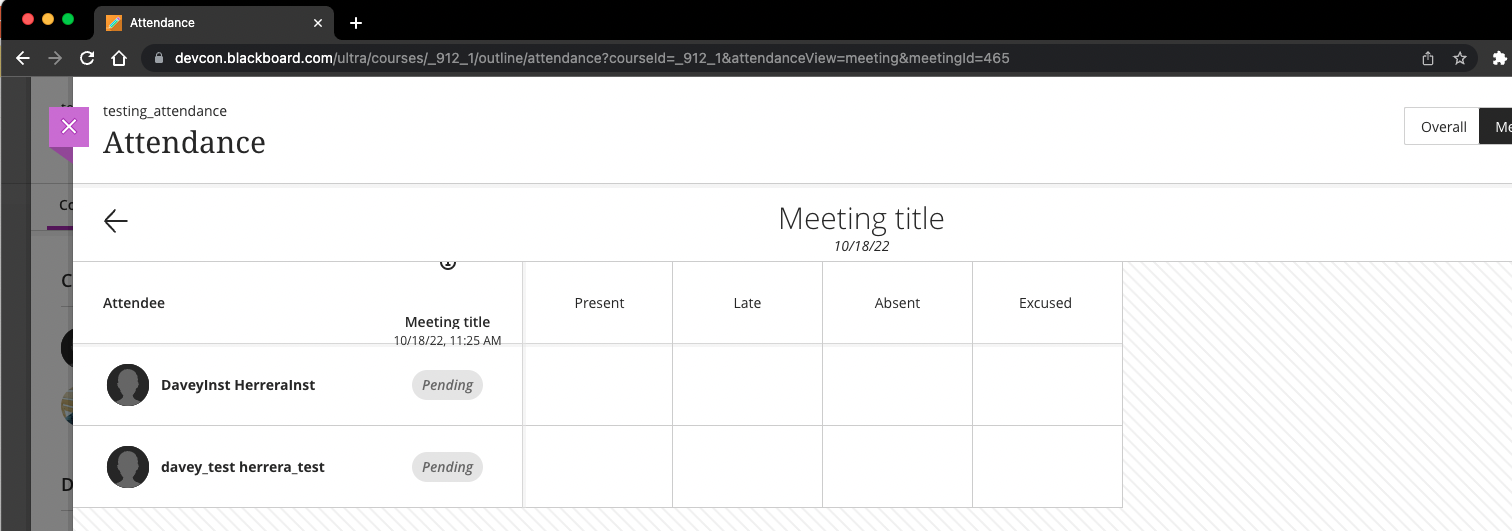 Attendance
devcon.blackboard.com/ultra/courses/_912_1/outline/attendance?courseId=_912_1&attendanceView=meeting&meetingId=465
testing_attendance
Attendance
Overall
Me
Co
Meeting title
10/18/22
Attendee
Meeting title
10/18/22, 11:25 AM
Present
Late
Absent
Excused
C
DaveyInst HerreraInst
Pending
davey_test herrera_test
Pending
D